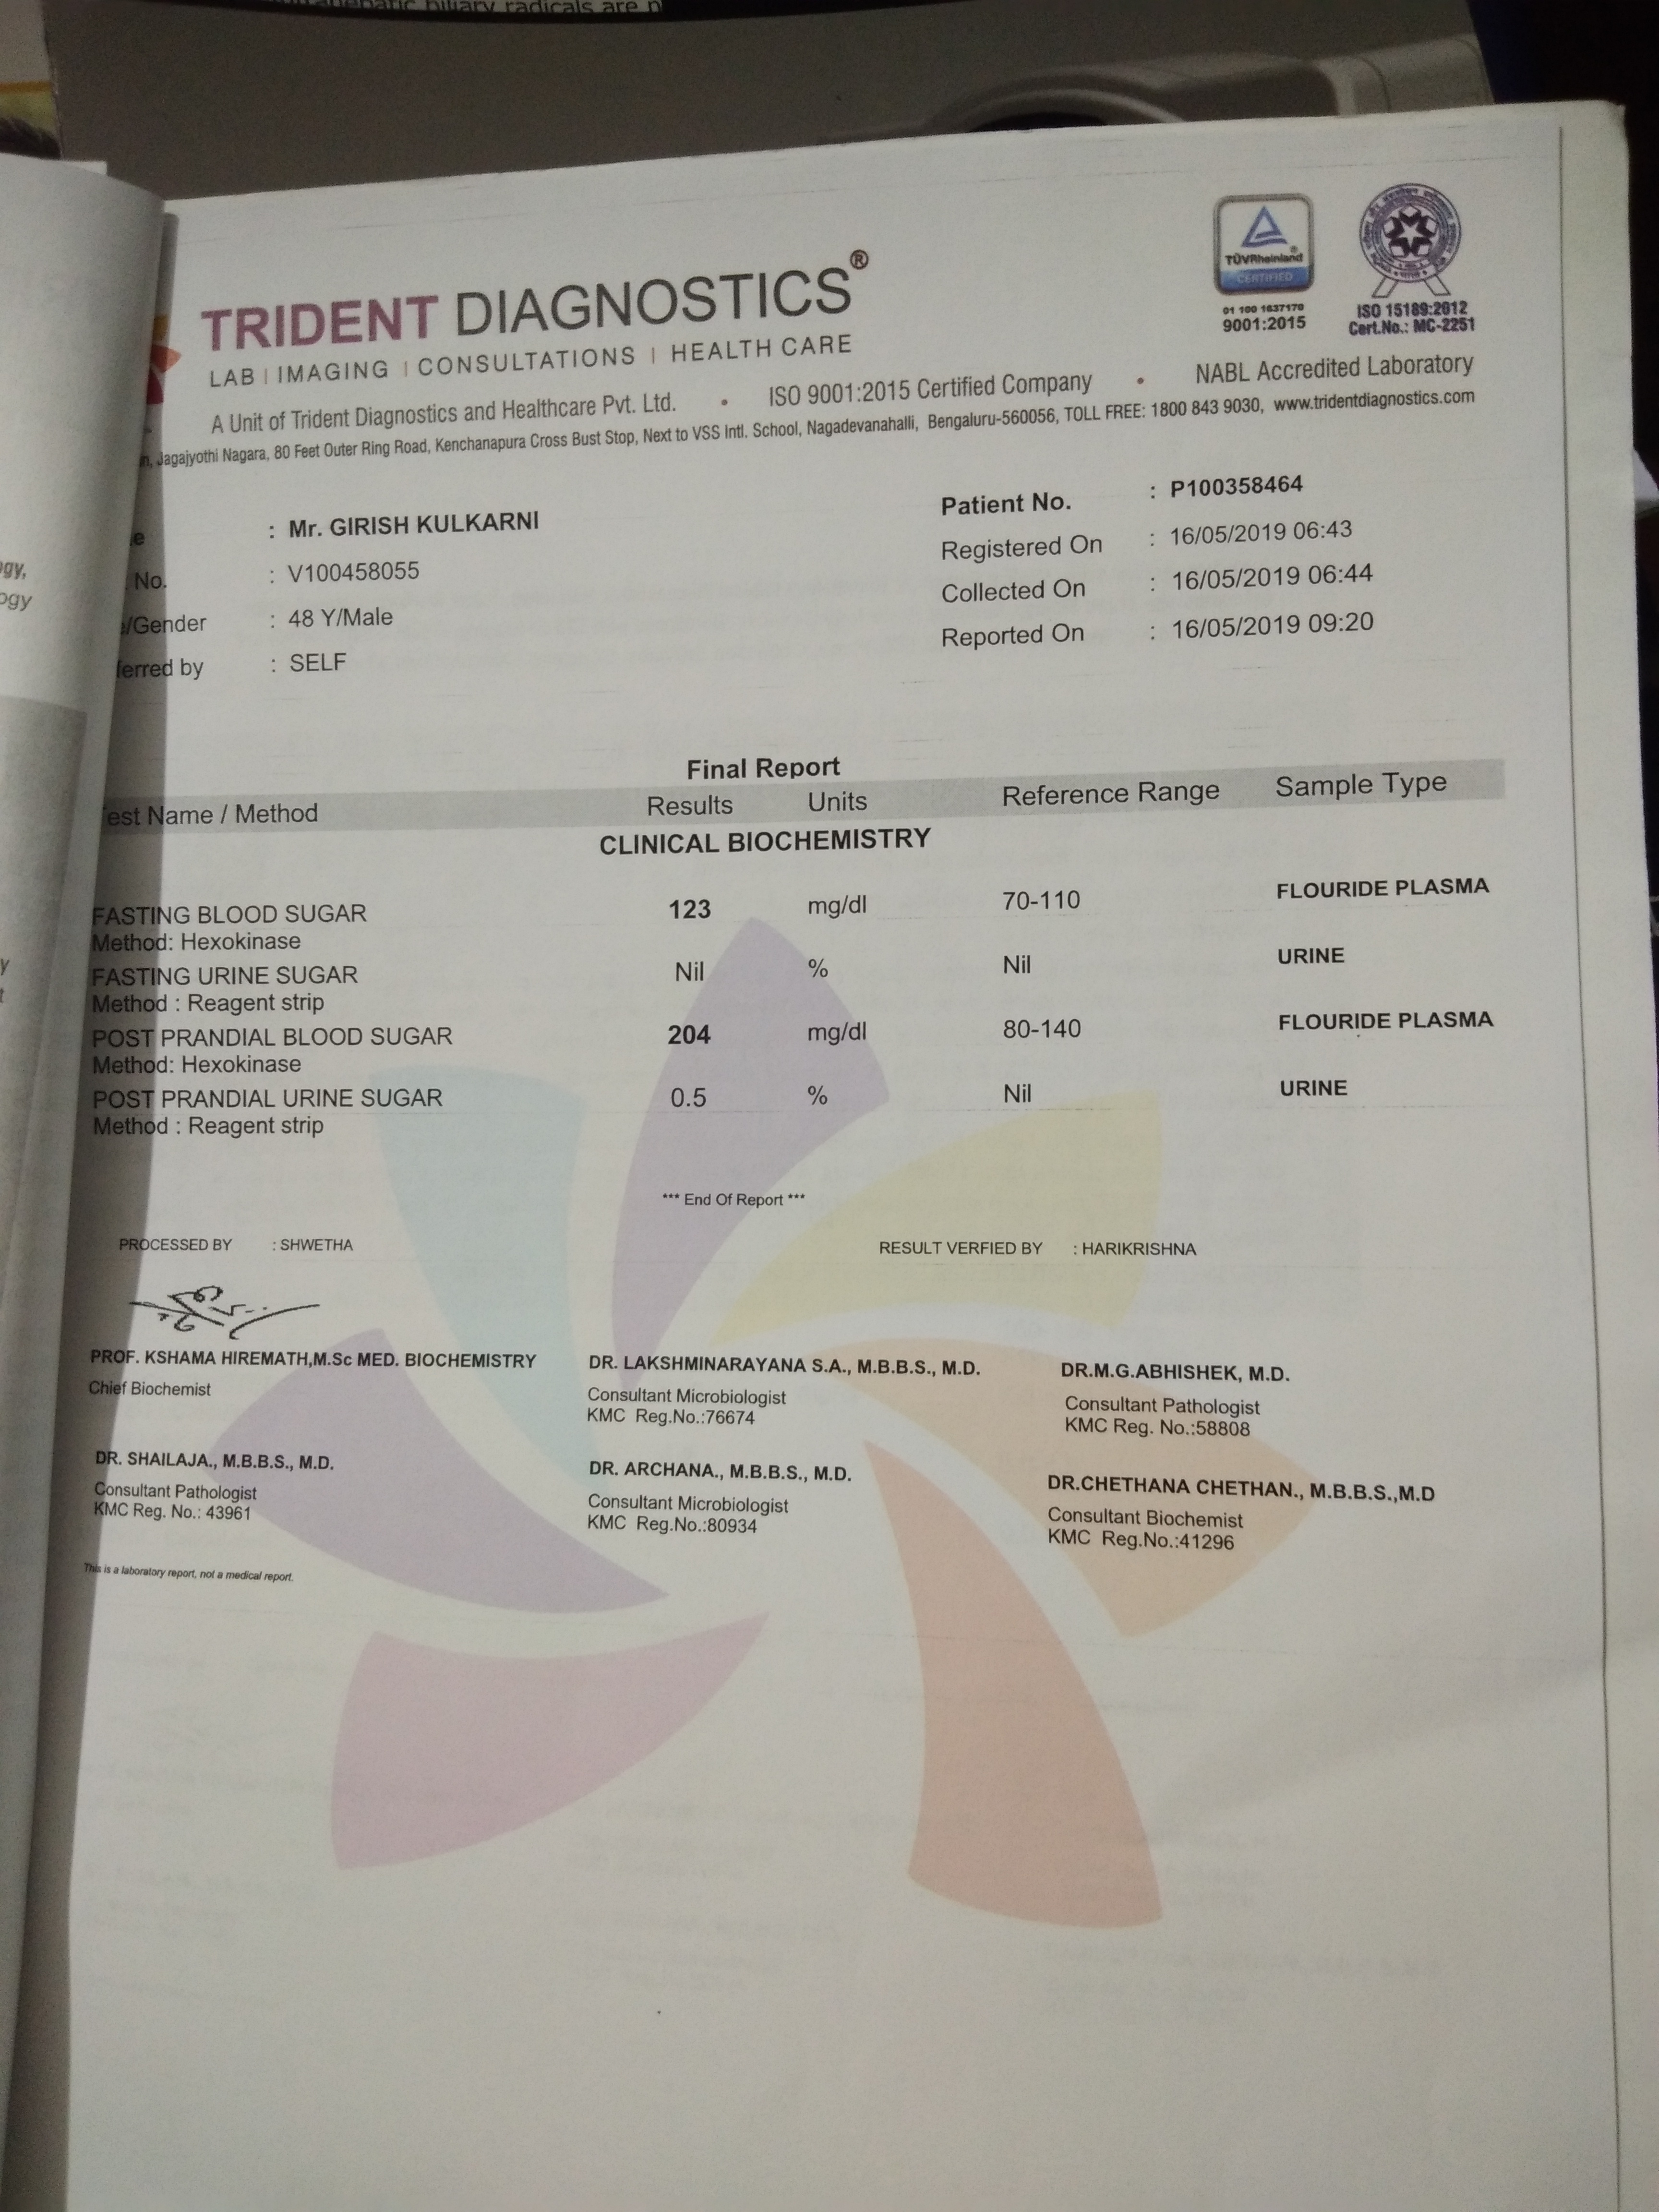 hepatic biliary radicals are n
TRIDENT DIAGNOSTICS®
LAB | IMAGING | CONSULTATIONS | HEALTH CARE
A Unit of Trident Diagnostics and Healthcare Pvt. Ltd. • ISO 9001:2015 Certified Company • NABL Accredited Laboratory
Jagajyothi Nagara, 80 Feet Outer Ring Road, Kenchanapura Cross Bust Stop, Next to VSS Intl. School, Nagadevanahalli, Bengaluru-560056, TOLL FREE: 1800 843 9030, www.tridentdiagnostics.com
TÜVRheinland®
CERTIFIED
01 100 1637170
9001:2015
ISO 15189:2012
Cert.No.: MC-2251
e : Mr. GIRISH KULKARNI
No. : V100458055
/Gender : 48 Y/Male
ferred by : SELF
Patient No. : P100358464
Registered On : 16/05/2019 06:43
Collected On : 16/05/2019 06:44
Reported On : 16/05/2019 09:20
ogy,
ogy
y
t
Final Report
est Name / Method Results Units Reference Range Sample Type
CLINICAL BIOCHEMISTRY
FASTING BLOOD SUGAR 123 mg/dl 70-110 FLOURIDE PLASMA
Method: Hexokinase
FASTING URINE SUGAR Nil % Nil URINE
Method : Reagent strip
POST PRANDIAL BLOOD SUGAR 204 mg/dl 80-140 FLOURIDE PLASMA
Method: Hexokinase
POST PRANDIAL URINE SUGAR 0.5 % Nil URINE
Method : Reagent strip
*** End Of Report ***
PROCESSED BY : SHWETHA RESULT VERFIED BY : HARIKRISHNA
PROF. KSHAMA HIREMATH,M.Sc MED. BIOCHEMISTRY
Chief Biochemist
DR. LAKSHMINARAYANA S.A., M.B.B.S., M.D.
Consultant Microbiologist
KMC Reg.No.:76674
DR.M.G.ABHISHEK, M.D.
Consultant Pathologist
KMC Reg. No.:58808
DR. SHAILAJA., M.B.B.S., M.D.
Consultant Pathologist
KMC Reg. No.: 43961
DR. ARCHANA., M.B.B.S., M.D.
Consultant Microbiologist
KMC Reg.No.:80934
DR.CHETHANA CHETHAN., M.B.B.S.,M.D
Consultant Biochemist
KMC Reg.No.:41296
This is a laboratory report, not a medical report.